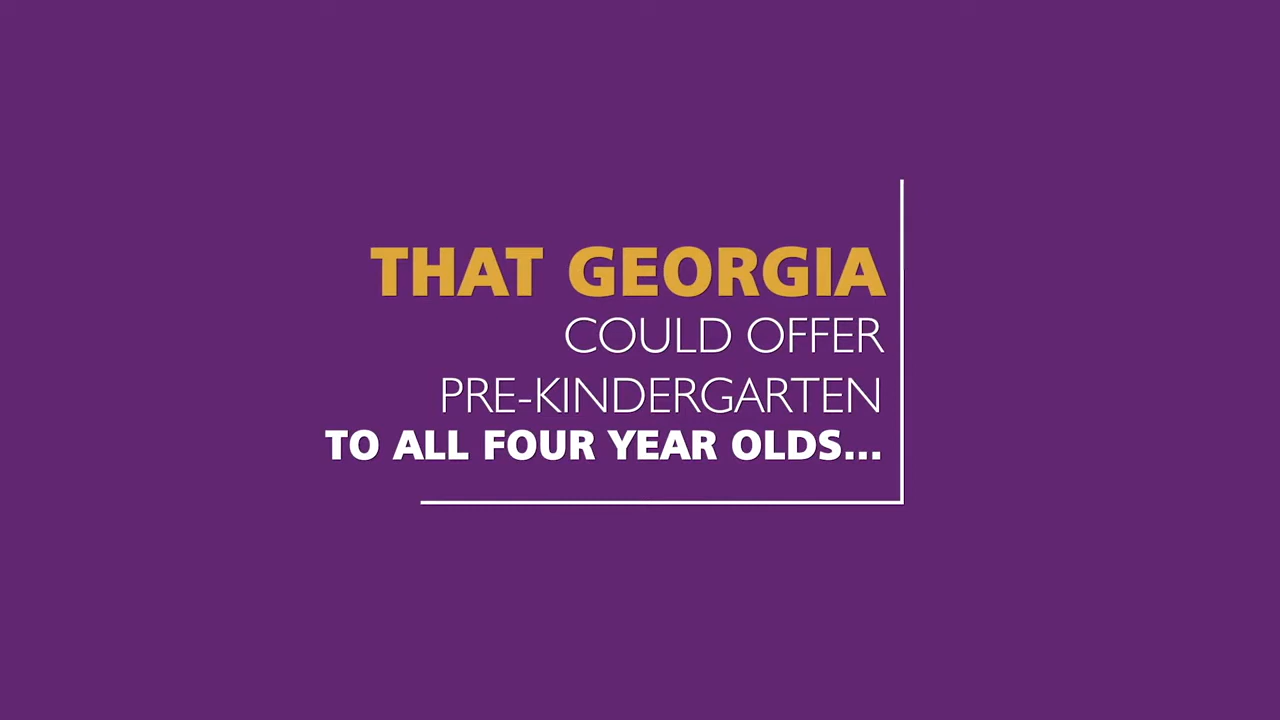 THAT GEORGIA
COULD OFFER
PRE-KINDERGARTEN
TO ALL FOUR YEAR OLDS...